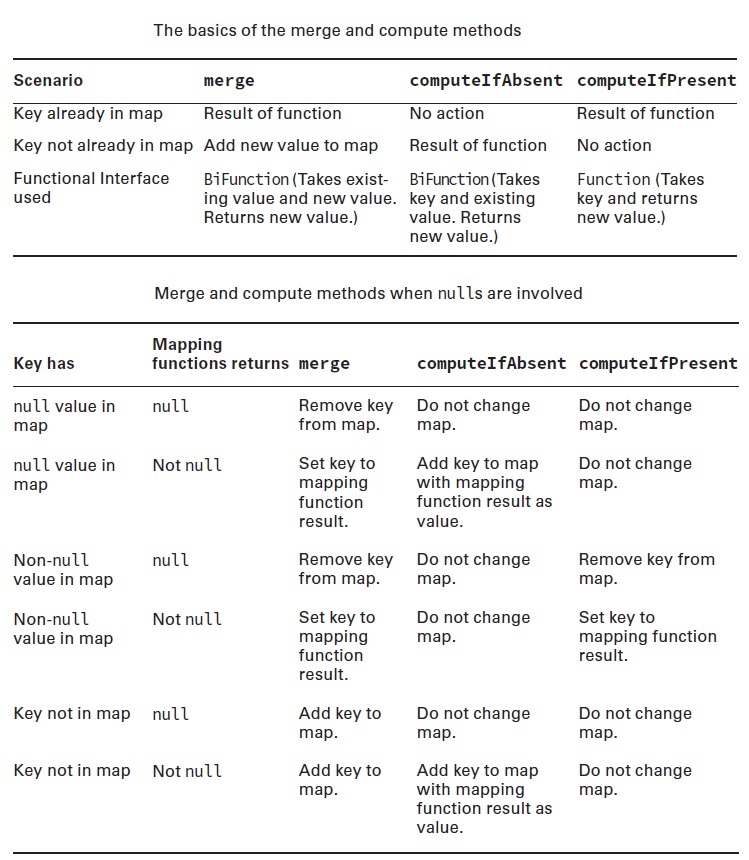 The basics of the merge and compute methods
Scenario merge computeIfAbsent computeIfPresent
Key already in map Result of function No action Result of function
Key not already in map Add new value to map Result of function No action
Functional Interface BiFunction (Takes exist- BiFunction (Takes Function (Takes
used ing value and new value. key and existing key and returns
Returns new value.) value. Returns new value.)
new value.)
Merge and compute methods when nulls are involved
Mapping
Key has functions returns merge computeIfAbsent computeIfPresent
null value in null Remove key Do not change Do not change
map from map. map. map.
null value in Not null Set key to Add key to map Do not change
map mapping with mapping map.
function function result as
result. value.
Non-null null Remove key Do not change Remove key from
value in map from map. map. map.
Non-null Not null Set key to Do not change Set key to
value in map mapping map. mapping function
function result.
result.
Key not in map null Add key to Do not change Do not change
map. map. map.
Key not in map Not null Add key to Add key to map Do not change
map. with mapping map.
function result as
value.